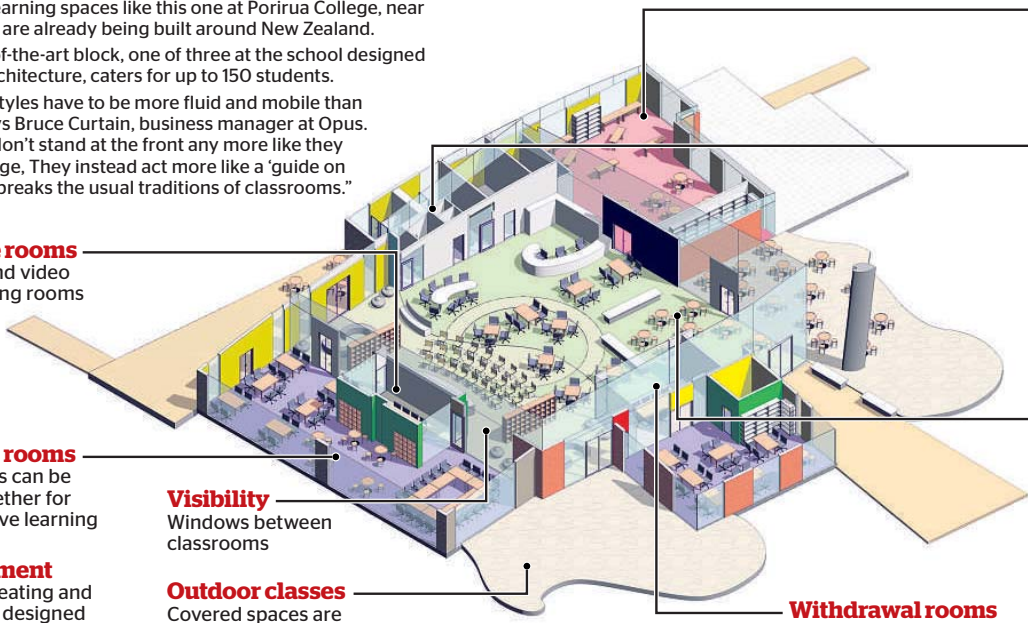 earning spaces like this one at Porirua College, near
are already being built around New Zealand.
of-the-art block, one of three at the school designed
chitecture, caters for up to 150 students.
tyles have to be more fluid and mobile than
ys Bruce Curtain, business manager at Opus.
don't stand at the front any more like they
ge, They instead act more like a ‘guide on
breaks the usual traditions of classrooms.”
rooms
nd video
ng rooms
rooms
s can be
ether for
ve learning
ment
eating and
designed
Visibility
Windows between
classrooms
Outdoor classes
Covered spaces are
Withdrawal rooms